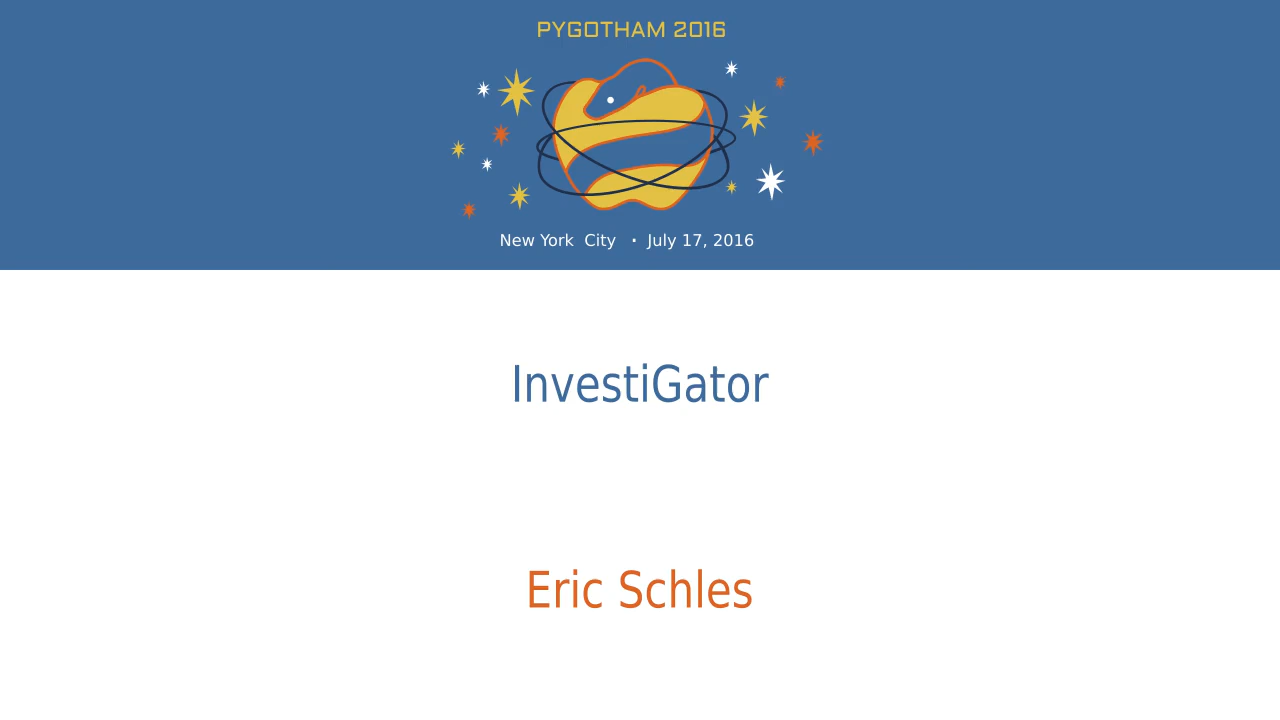 PYGOTHAM 2016
New York City · July 17, 2016
InvestiGator
Eric Schles